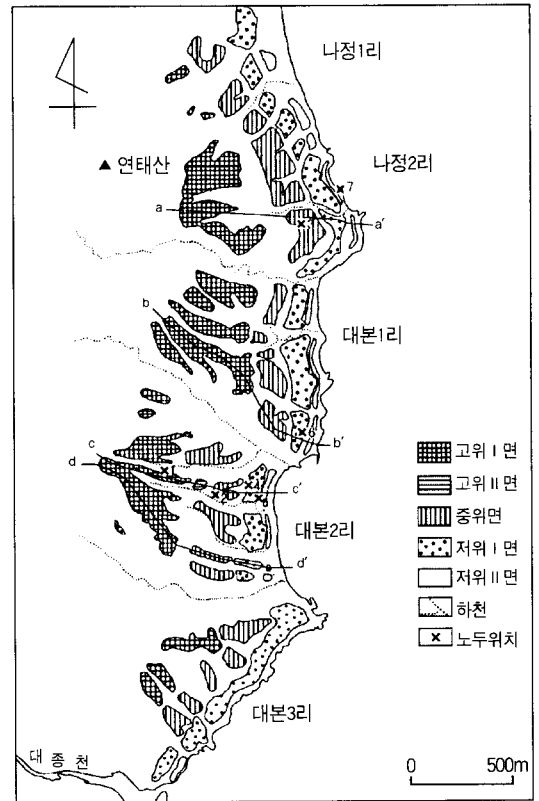 나정1리
▲ 연태산
나정2리
7
a
a′
b
대본1리
b′
c
d
1
c′
대본2리
d′
대본3리
대종천
고위 I 면
고위 II 면
중위면
저위 I 면
저위 II 면
하천
노두위치
0 500m